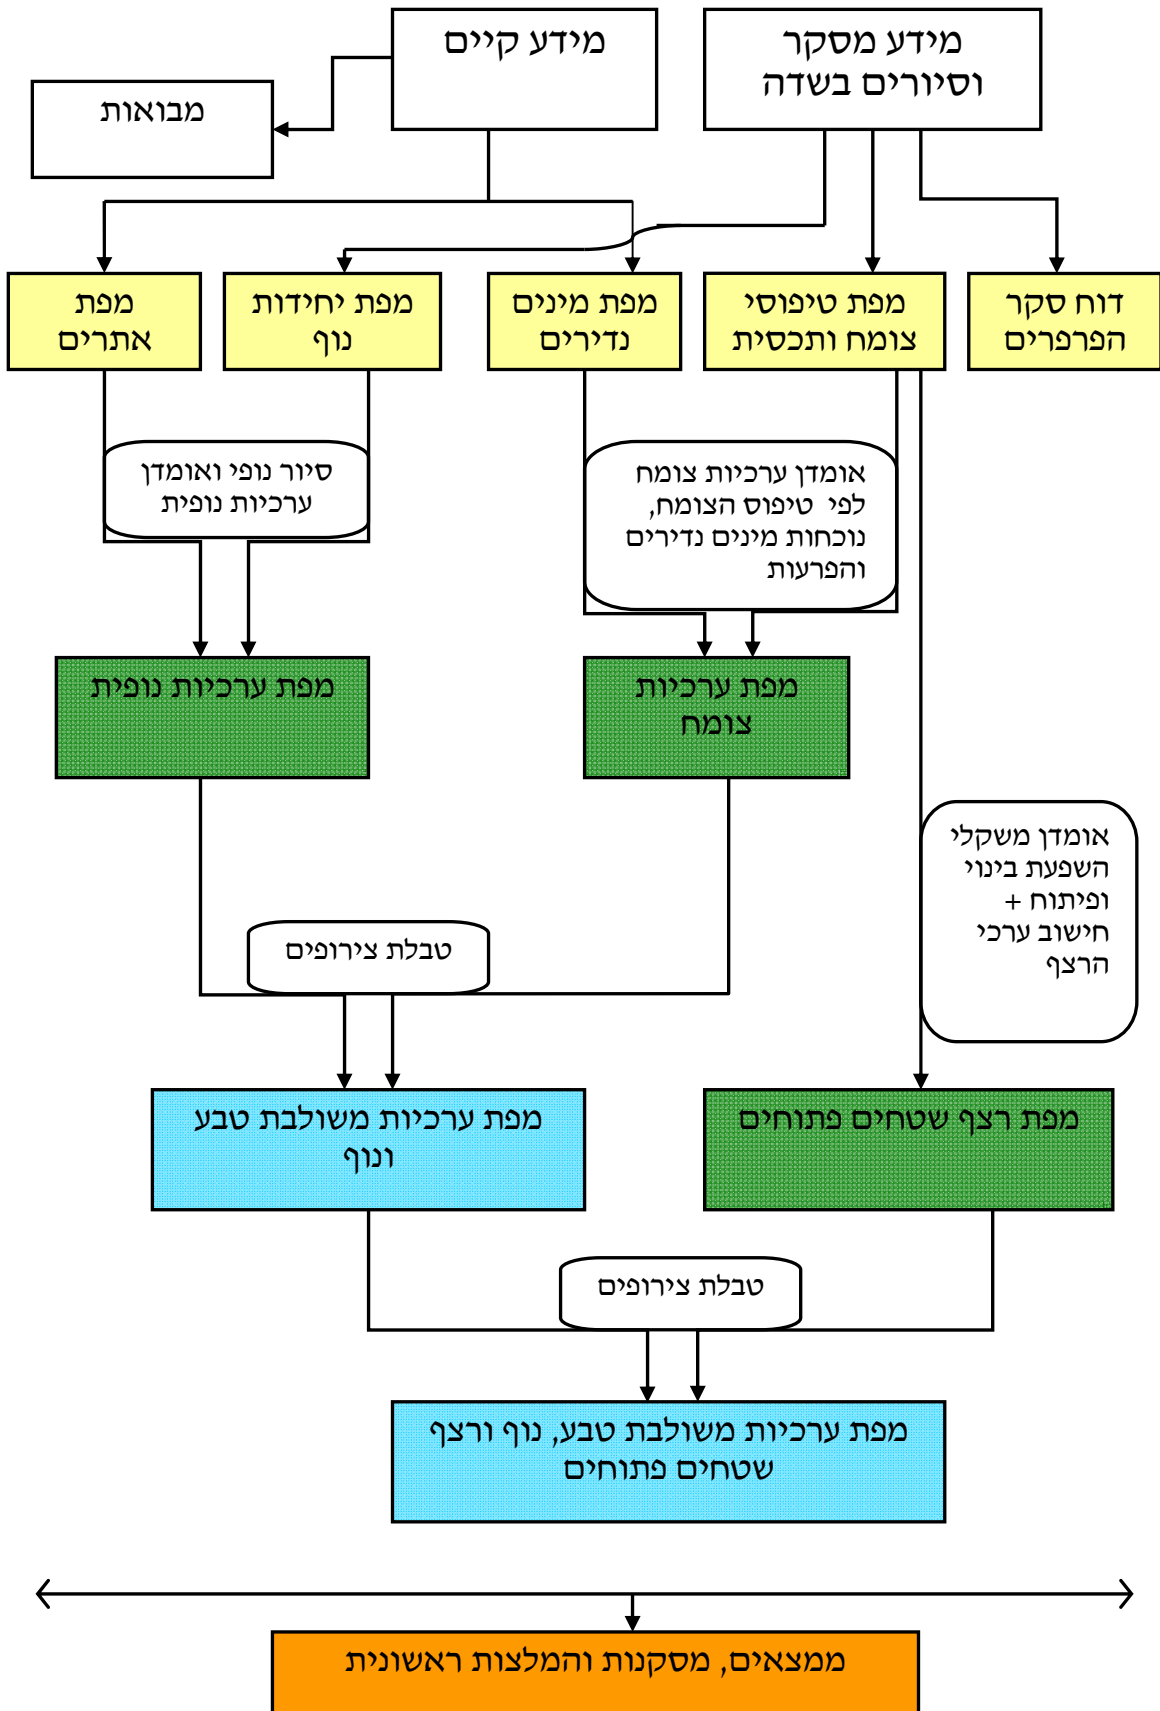 מידע מסקר
וסיורים בשדה
מידע קיים
מבואות
דוח סקר
הפרפרים
מפת טיפוסי
צומח ותכסית
מפת מינים
נדירים
מפת יחידות
נוף
מפת
אתרים
אומדן ערכיות צומח
לפי טיפוס הצומח,
נוכחות מינים נדירים
והפרעות
סיור נופי ואומדן
ערכיות נופית
מפת ערכיות
צומח
מפת ערכיות נופית
אומדן משקלי
השפעת בינוי
ופיתוח +
חישוב ערכי
הרצף
טבלת צירופים
מפת רצף שטחים פתוחים
מפת ערכיות משולבת טבע
ונוף
טבלת צירופים
מפת ערכיות משולבת טבע, נוף ורצף
שטחים פתוחים
ממצאים, מסקנות והמלצות ראשונית